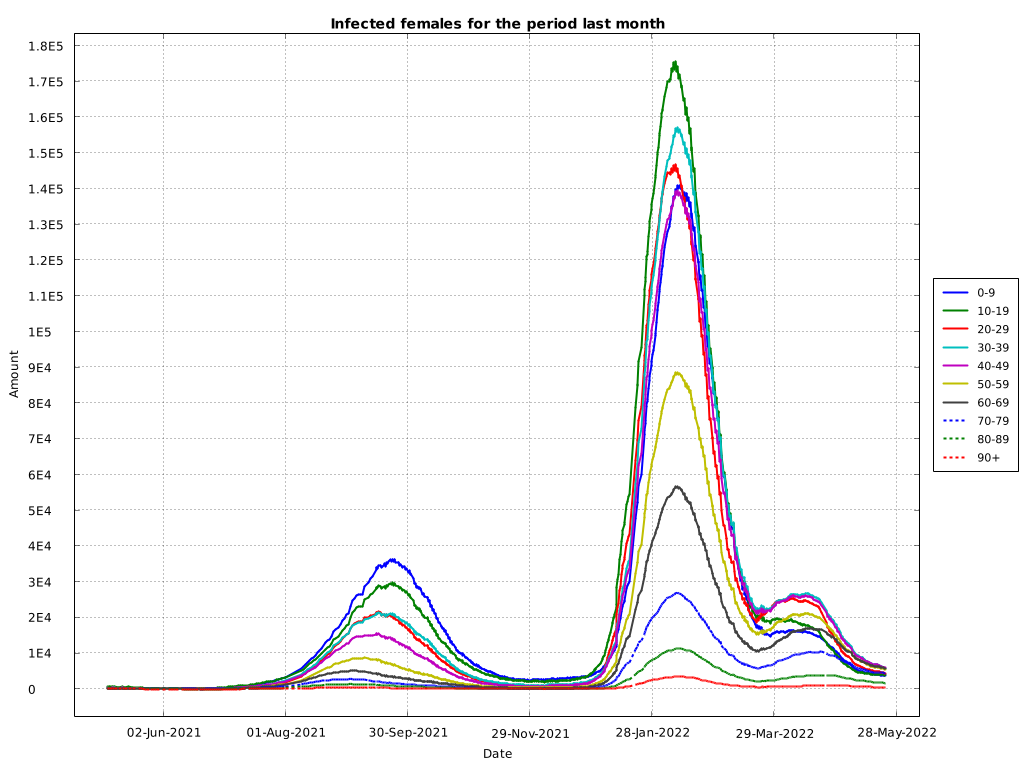 Infected females for the period last month
1.8E5
1.7E5
1.6E5
1.5E5
1.4E5
1.3E5
1.2E5
1.1E5
1E5
9E4
8E4
7E4
6E4
5E4
4E4
3E4
2E4
1E4
0
Amount
02-Jun-2021 01-Aug-2021 30-Sep-2021 29-Nov-2021 28-Jan-2022 29-Mar-2022 28-May-2022
Date
0-9
10-19
20-29
30-39
40-49
50-59
60-69
70-79
80-89
90+